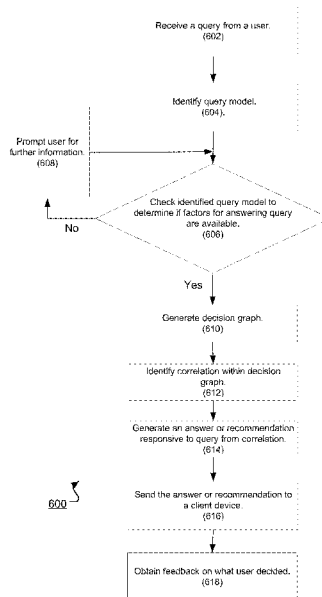 Receive a query from a user.
(602)
Identify query model.
(604).
Prompt user for
further information.
(608)
Check identified query model to
determine if factors for answering query
are available.
(606)
No
Yes
Generate decision graph.
(610)
Identify correlation within decision
graph.
(612)
Generate an answer or recommendation
responsive to query from correlation.
(614)
600
Send the answer or recommendation to
a client device.
(616)
Obtain feedback on what user decided.
(618)